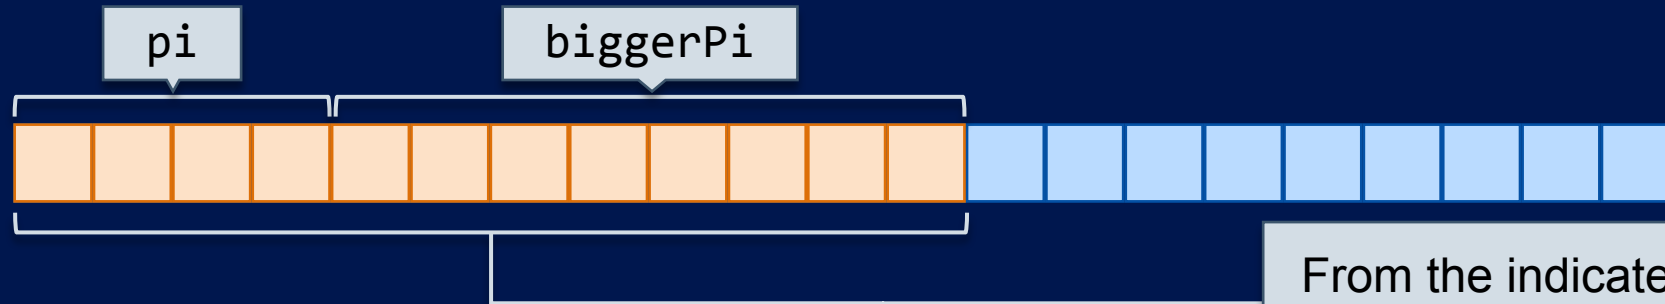 pi
biggerPi
From the indicate